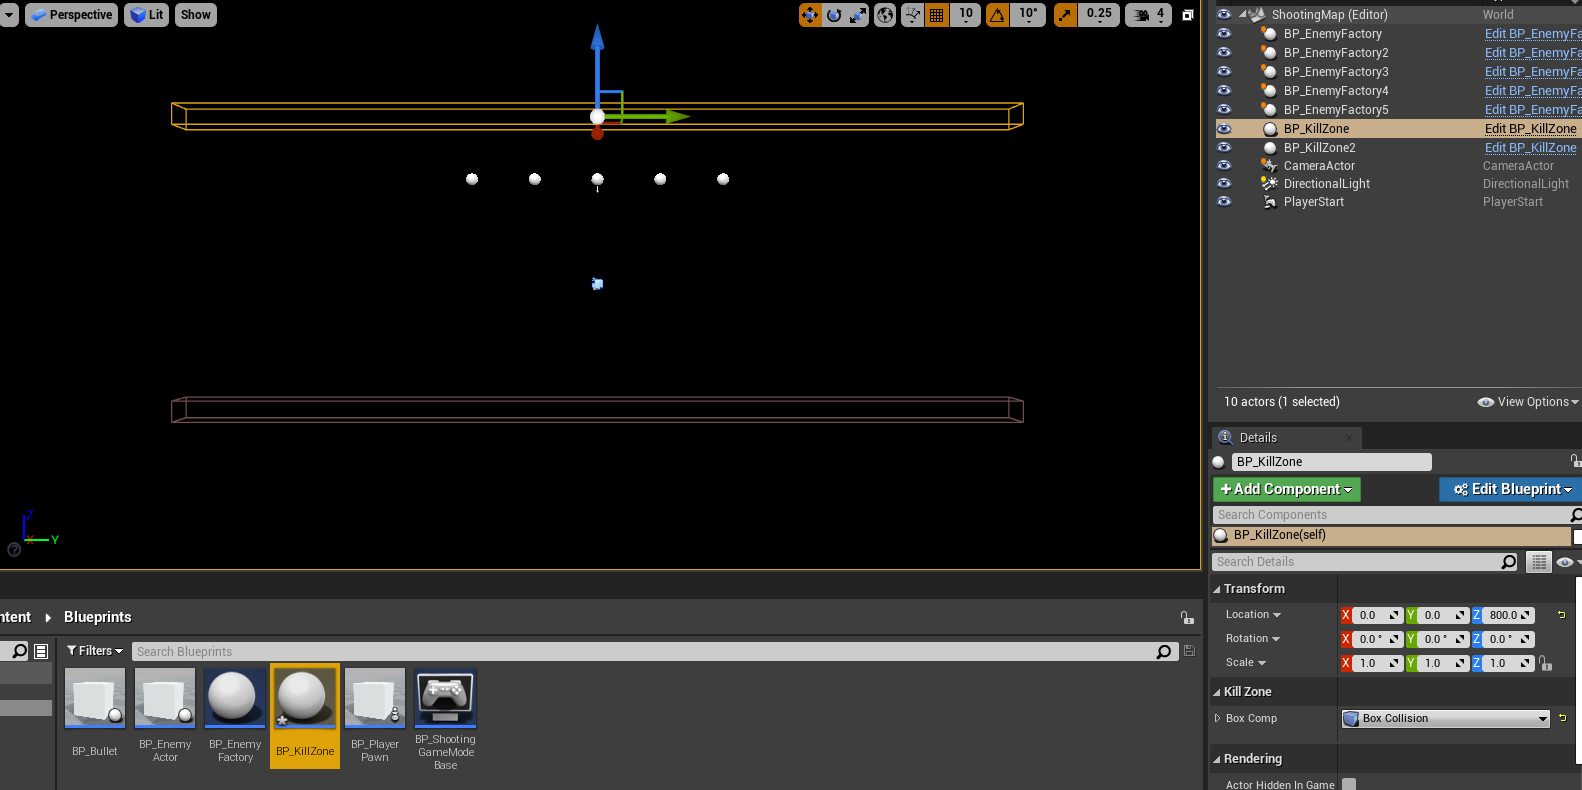 Perspective
Lit
Show
10
10°
0.25
4
ShootingMap (Editor) World
BP_EnemyFactory Edit BP_EnemyFa
BP_EnemyFactory2 Edit BP_EnemyFa
BP_EnemyFactory3 Edit BP_EnemyFa
BP_EnemyFactory4 Edit BP_EnemyFa
BP_EnemyFactory5 Edit BP_EnemyFa
BP_KillZone Edit BP_KillZone
BP_KillZone2 Edit BP_KillZone
CameraActor CameraActor
DirectionalLight DirectionalLight
PlayerStart PlayerStart
10 actors (1 selected) View Options
Z
X
Y
Details
BP_KillZone
Add Component Edit Blueprint
Search Components
BP_KillZone(self)
Search Details
Transform
Location X 0.0 Y 0.0 Z 800.0
Rotation X 0.0 ° Y 0.0 ° Z 0.0 °
Scale X 1.0 Y 1.0 Z 1.0
Kill Zone
Box Comp Box Collision
Rendering
Actor Hidden In Game
ntent Blueprints
Filters Search Blueprints
BP_Bullet
BP_Enemy
Actor
BP_Enemy
Factory
BP_KillZone
BP_Player
Pawn
BP_Shooting
GameMode
Base